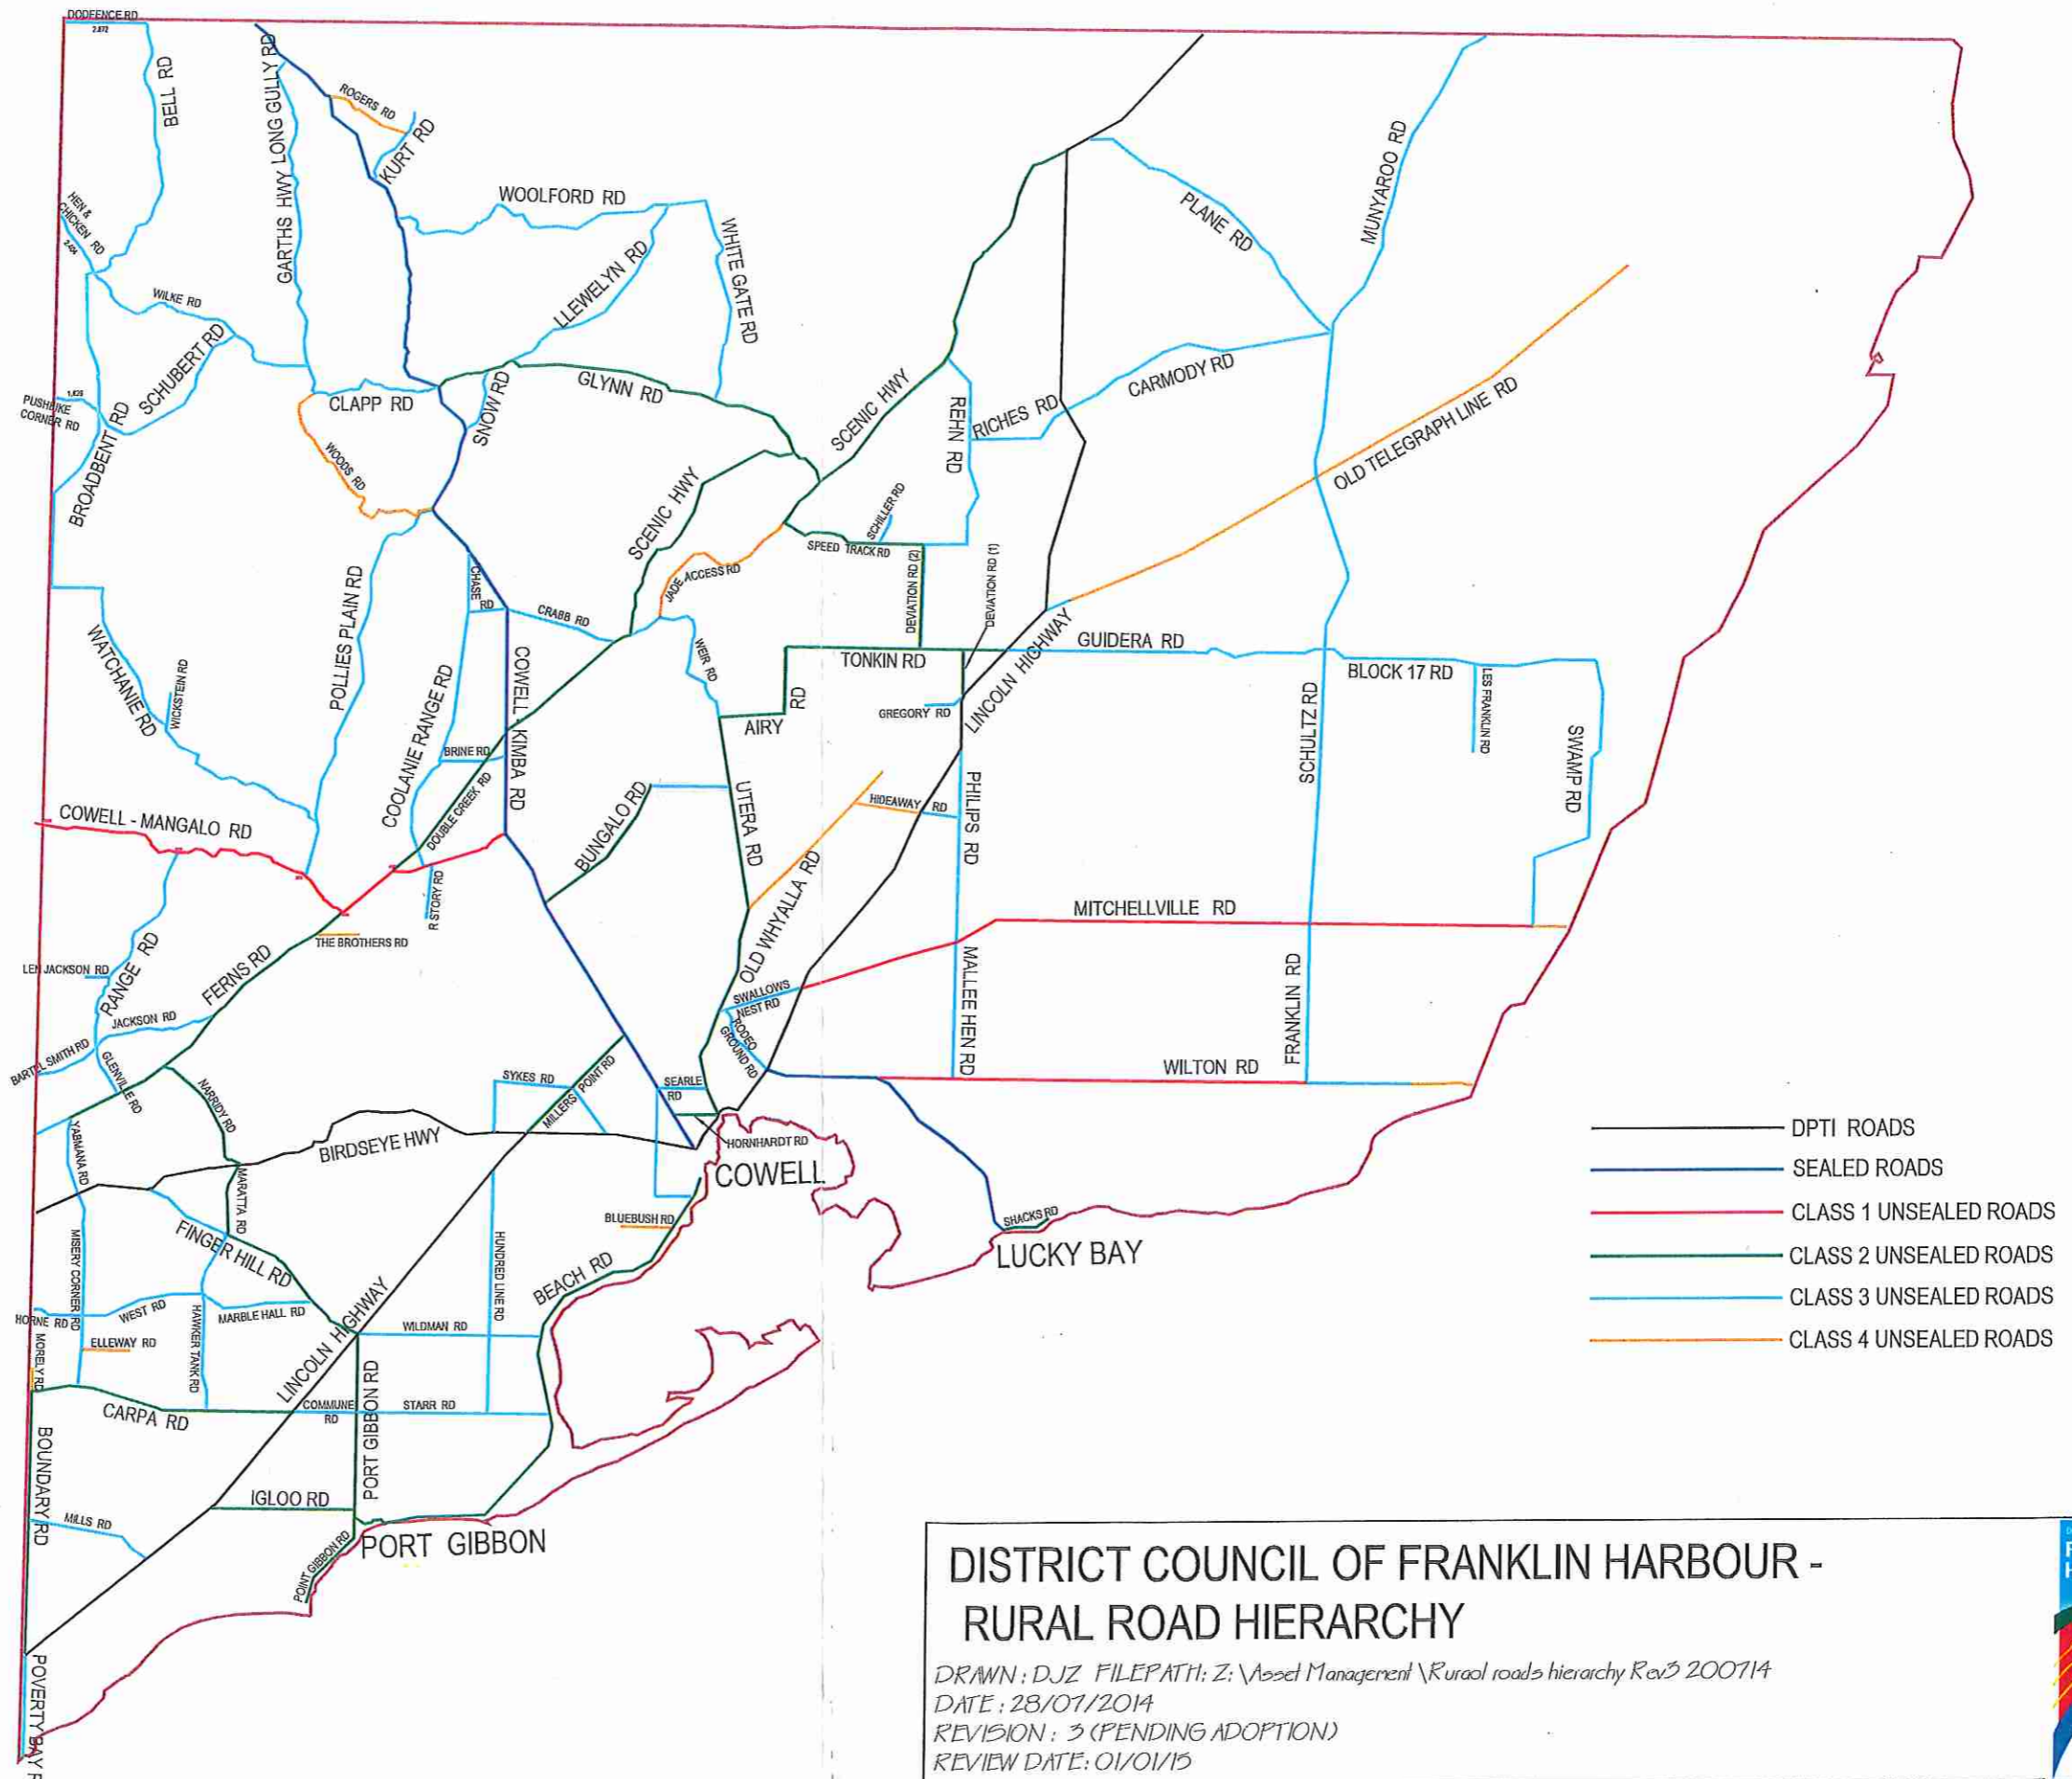 DODFENCE RD
2.872
BELL RD
GARTHS HWY LONG GULLY RD
ROGERS RD
KURT RD
WOOLFORD RD
LLEWELYN RD
WHITE GATE RD
PLANE RD
MUNYAROO RD
HEN &
CHICKEN RD
2.404
WILKE RD
SCHUBERT RD
PUSHBIKE
CORNER RD
BROADBENT RD
CLAPP RD
SNOW RD
GLYNN RD
SCENIC HWY
REHN RD
RICHES RD
CARMODY RD
OLD TELEGRAPH LINE RD
WOODS RD
SCENIC HWY
SCHILLER RD
SPEED TRACK RD
DEVIATION RD (2)
DEVIATION RD (1)
JADE ACCESS RD
POLLIES PLAIN RD
CHASE
RD
CRABB RD
WATCHANIE RD
WICKSTEIN RD
COOLANIE RANGE RD
COWELL - KIMBA RD
WEIR RD
TONKIN RD
AIRY
RD
GREGORY RD
LINCOLN HIGHWAY
GUIDERA RD
BLOCK 17 RD
LES FRANKLIN RD
SCHULTZ RD
SWAMP RD
BRINE RD
DOUBLE CREEK RD
BUNGALO RD
UTERA RD
HIDEAWAY RD
PHILIPS RD
COWELL - MANGALO RD
R STORY RD
THE BROTHERS RD
OLD WHYALLA RD
MITCHELLVILLE RD
LEN JACKSON RD
RANGE RD
FERNS RD
JACKSON RD
BARTEL SMITH RD
GLENVILLE RD
SWALLOWS
NEST RD
RODEO
GROUND RD
MALLEE HEN RD
FRANKLIN RD
WILTON RD
NARRIDY RD
SYKES RD
MILLERS POINT RD
SEARLE
RD
YABMANA RD
BIRDSEYE HWY
HORNHARDT RD
COWELL
MARATTA RD
FINGER HILL RD
BLUEBUSH RD
SHACKS RD
LUCKY BAY
MISERY CORNER RD
HUNDRED LINE RD
BEACH RD
HORNE RD
WEST RD
MARBLE HALL RD
HAWKER TANK RD
ELLEWAY RD
MORELY RD
WILDMAN RD
LINCOLN HIGHWAY
CARPA RD
COMMUNE
RD
STARR RD
PORT GIBBON RD
BOUNDARY RD
IGLOO RD
MILLS RD
POINT GIBBON RD
PORT GIBBON
POVERTY BAY R
DPTI ROADS
SEALED ROADS
CLASS 1 UNSEALED ROADS
CLASS 2 UNSEALED ROADS
CLASS 3 UNSEALED ROADS
CLASS 4 UNSEALED ROADS
DISTRICT COUNCIL OF FRANKLIN HARBOUR -
RURAL ROAD HIERARCHY
DRAWN : DJZ FILEPATH: Z: \Asset Management \Ruraol roads hierarchy Rev3 200714
DATE : 28/07/2014
REVISION : 3 (PENDING ADOPTION)
REVIEW DATE: 01/01/15